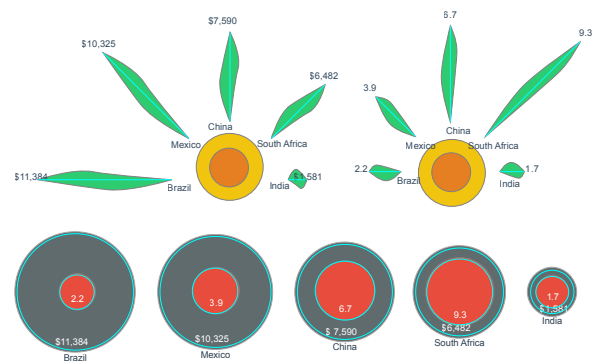 $7,590
6.7
9.3
$10,325
$6,482
3.9
China
China
Mexico
South Africa
Mexico
South Africa
2.2
1.7
$11,384
$1,581
Brazil
India
Brazil
India
2.2
3.9
6.7
9.3
1.7
$11,384
$10,325
$ 7,590
$6,482
$1,581
Brazil
Mexico
China
South Africa
India